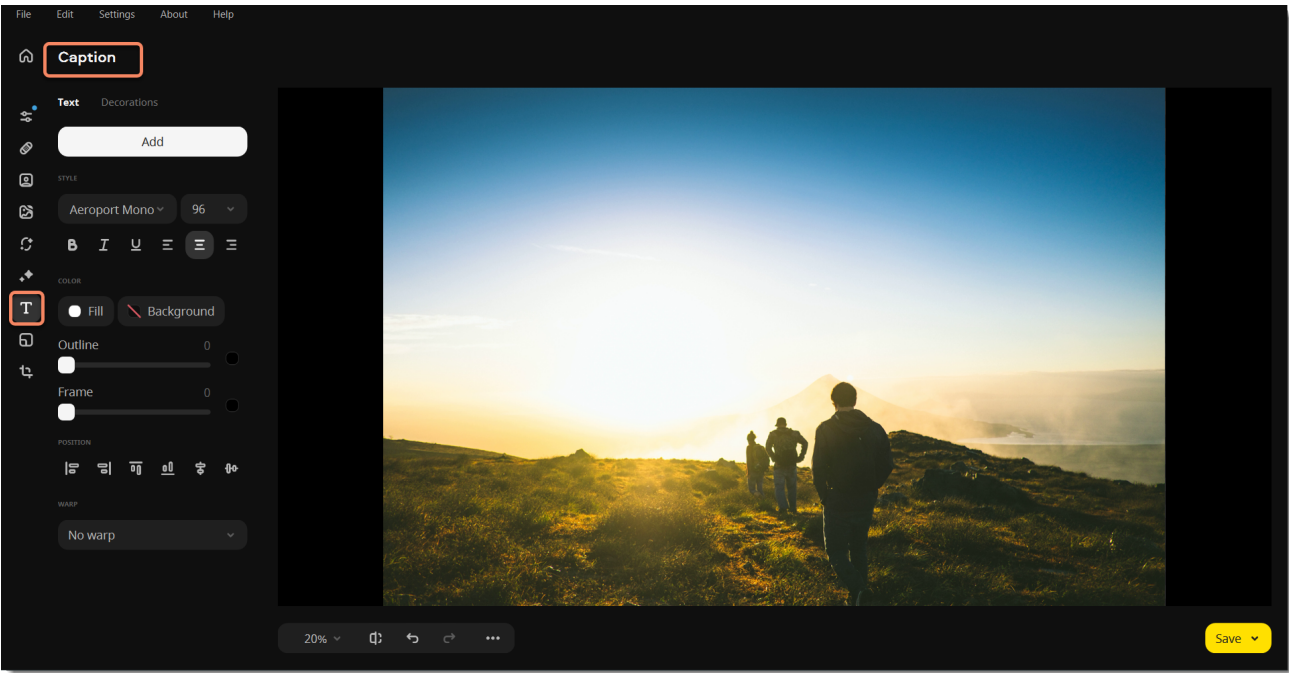 File Edit Settings About Help
Caption
Text Decorations
Add
STYLE
Aeroport Mono 96
B I U
COLOR
Fill Background
Outline 0
Frame 0
POSITION
WARP
No warp
T
20%
Save